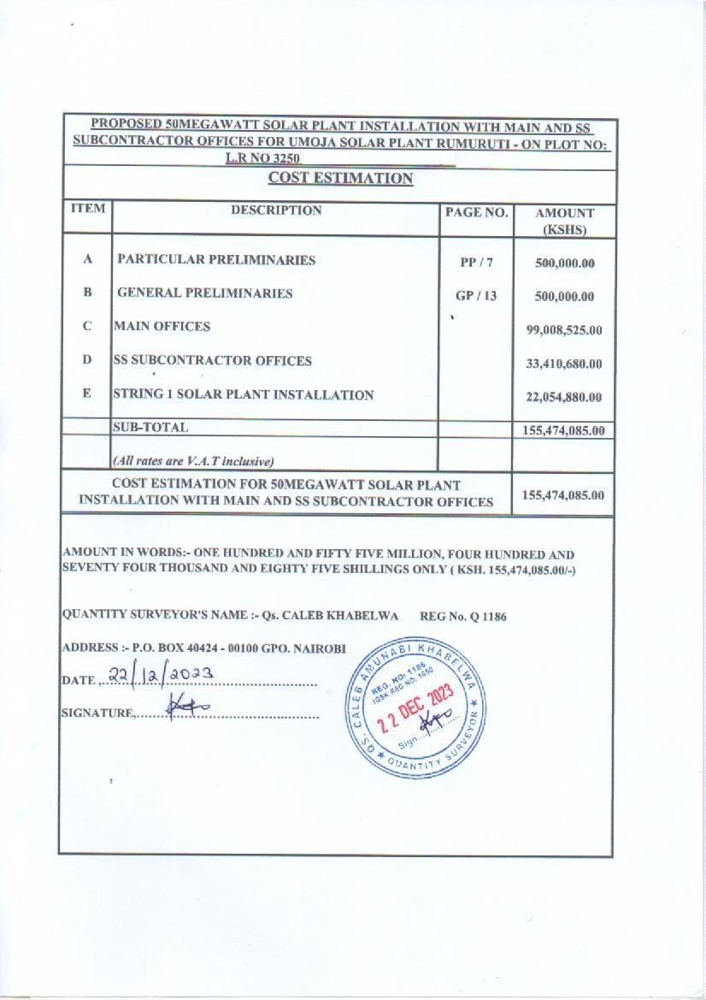 PROPOSED 50MEGAWATT SOLAR PLANT INSTALLATION WITH MAIN AND SS
SUBCONTRACTOR OFFICES FOR UMOJA SOLAR PLANT RUMURUTI - ON PLOT NO:
L.R NO 3250
COST ESTIMATION
ITEM DESCRIPTION PAGE NO. AMOUNT
(KSHS)
A PARTICULAR PRELIMINARIES PP / 7 500,000.00
B GENERAL PRELIMINARIES GP / 13 500,000.00
C MAIN OFFICES 99,008,525.00
D SS SUBCONTRACTOR OFFICES 33,410,680.00
E STRING 1 SOLAR PLANT INSTALLATION 22,054,880.00
SUB-TOTAL 155,474,085.00
(All rates are V.A.T inclusive)
COST ESTIMATION FOR 50MEGAWATT SOLAR PLANT
INSTALLATION WITH MAIN AND SS SUBCONTRACTOR OFFICES 155,474,085.00
AMOUNT IN WORDS:- ONE HUNDRED AND FIFTY FIVE MILLION, FOUR HUNDRED AND
SEVENTY FOUR THOUSAND AND EIGHTY FIVE SHILLINGS ONLY ( KSH. 155,474,085.00/-)
QUANTITY SURVEYOR'S NAME :- Qs. CALEB KHABELWA REG No. Q 1186
ADDRESS :- P.O. BOX 40424 - 00100 GPO. NAIROBI
DATE ,22/12/2023
SIGNATURE,
QS. CALEB AMUNABI KHABELWA
REG. NO: 1186
IQSK REG NO: 1650
22 DEC 2023
Sign
★ QUANTITY SURVEYOR ★